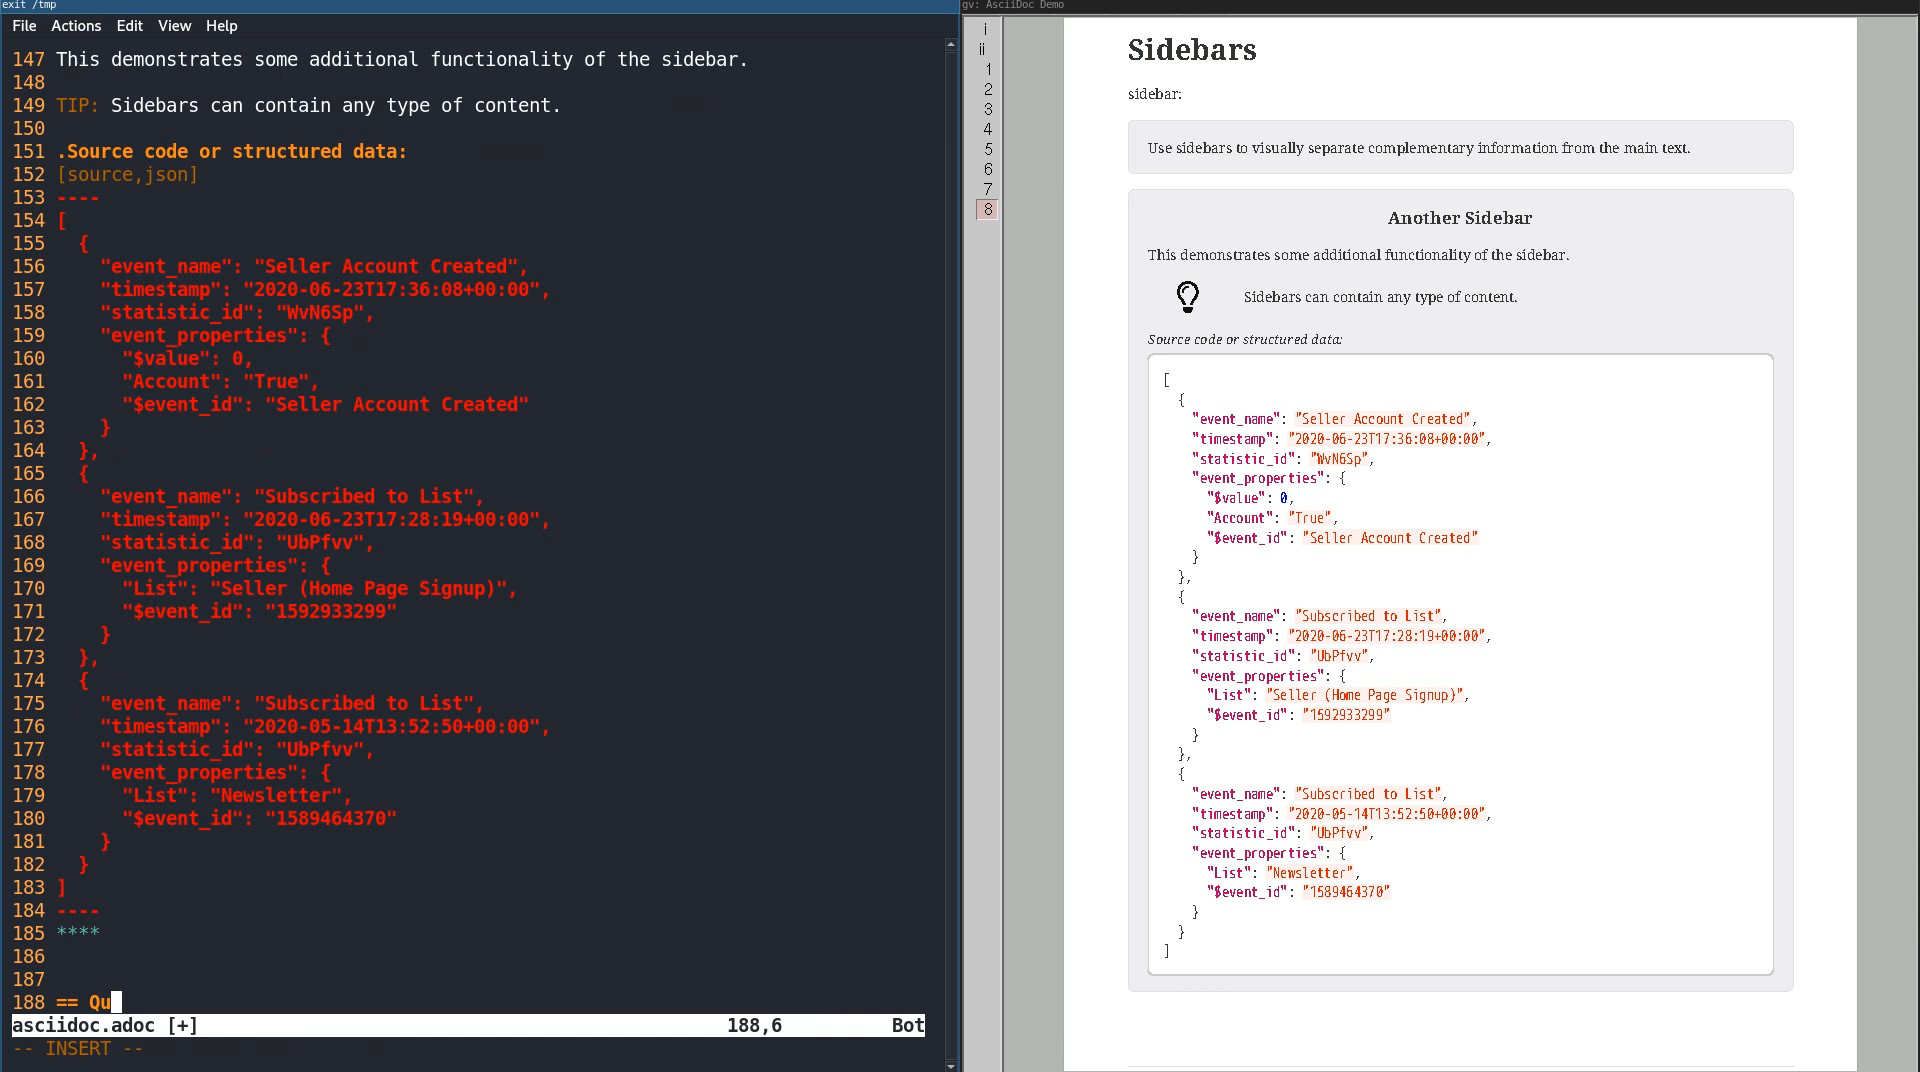 exit /tmp
File Actions Edit View Help
147 This demonstrates some additional functionality of the sidebar.
148
149 TIP: Sidebars can contain any type of content.
150
151 .Source code or structured data:
152 [source,json]
153 ----
154 [
155   {
156     "event_name": "Seller Account Created",
157     "timestamp": "2020-06-23T17:36:08+00:00",
158     "statistic_id": "WvN6Sp",
159     "event_properties": {
160       "$value": 0,
161       "Account": "True",
162       "$event_id": "Seller Account Created"
163     }
164   },
165   {
166     "event_name": "Subscribed to List",
167     "timestamp": "2020-06-23T17:28:19+00:00",
168     "statistic_id": "UbPfvv",
169     "event_properties": {
170       "List": "Seller (Home Page Signup)",
171       "$event_id": "1592933299"
172     }
173   },
174   {
175     "event_name": "Subscribed to List",
176     "timestamp": "2020-05-14T13:52:50+00:00",
177     "statistic_id": "UbPfvv",
178     "event_properties": {
179       "List": "Newsletter",
180       "$event_id": "1589464370"
181     }
182   }
183 ]
184 ----
185 ****
186
187
188 == Qu
asciidoc.adoc [+] 188,6 Bot
-- INSERT --
gv: AsciiDoc Demo
i
ii
1
2
3
4
5
6
7
8
Sidebars
sidebar:
Use sidebars to visually separate complementary information from the main text.
Another Sidebar
This demonstrates some additional functionality of the sidebar.
Sidebars can contain any type of content.
Source code or structured data:
[
  {
    "event_name": "Seller Account Created",
    "timestamp": "2020-06-23T17:36:08+00:00",
    "statistic_id": "WvN6Sp",
    "event_properties": {
      "$value": 0,
      "Account": "True",
      "$event_id": "Seller Account Created"
    }
  },
  {
    "event_name": "Subscribed to List",
    "timestamp": "2020-06-23T17:28:19+00:00",
    "statistic_id": "UbPfvv",
    "event_properties": {
      "List": "Seller (Home Page Signup)",
      "$event_id": "1592933299"
    }
  },
  {
    "event_name": "Subscribed to List",
    "timestamp": "2020-05-14T13:52:50+00:00",
    "statistic_id": "UbPfvv",
    "event_properties": {
      "List": "Newsletter",
      "$event_id": "1589464370"
    }
  }
]